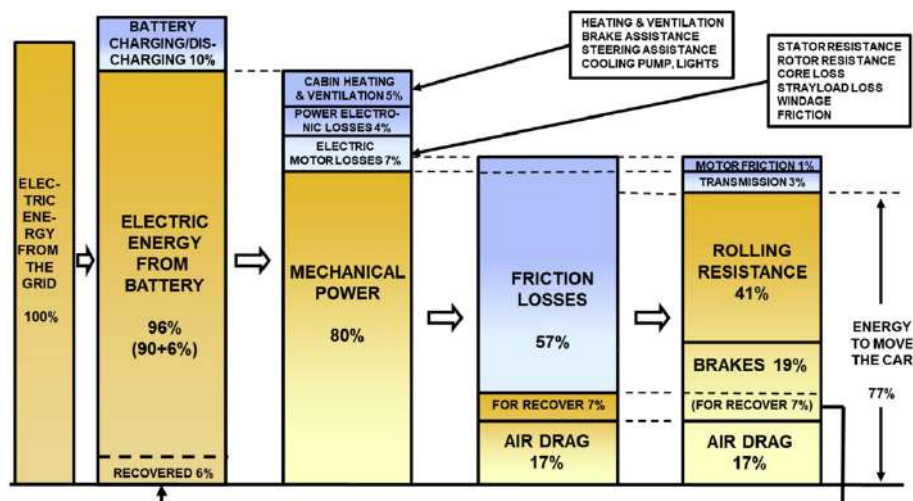 ELEC-
TRIC
ENE-
RGY
FROM
THE
GRID
100%
BATTERY
CHARGING/DIS-
CHARGING 10%
ELECTRIC
ENERGY
FROM
BATTERY
96%
(90+6%)
RECOVERED 6%
CABIN HEATING
& VENTILATION 5%
POWER ELECTRO-
NIC LOSSES 4%
ELECTRIC
MOTOR LOSSES 7%
MECHANICAL
POWER
80%
HEATING & VENTILATION
BRAKE ASSISTANCE
STEERING ASSISTANCE
COOLING PUMP, LIGHTS
STATOR RESISTANCE
ROTOR RESISTANCE
CORE LOSS
STRAYLOAD LOSS
WINDAGE
FRICTION
FRICTION
LOSSES
57%
FOR RECOVER 7%
AIR DRAG
17%
MOTOR FRICTION 1%
TRANSMISSION 3%
ROLLING
RESISTANCE
41%
BRAKES 19%
(FOR RECOVER 7%)
AIR DRAG
17%
ENERGY
TO MOVE
THE CAR
77%